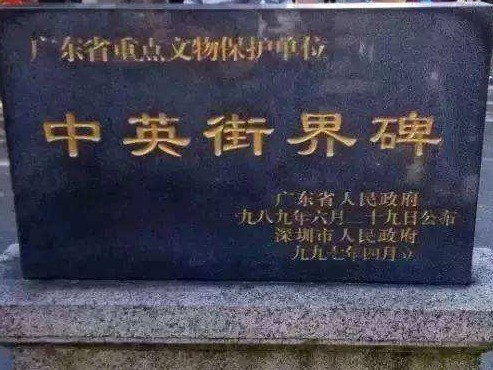 广东省重点文物保护单位
中英街界碑
广东省人民政府
九八九年六月二十九日公布
深圳市人民政府
九九七年四月立